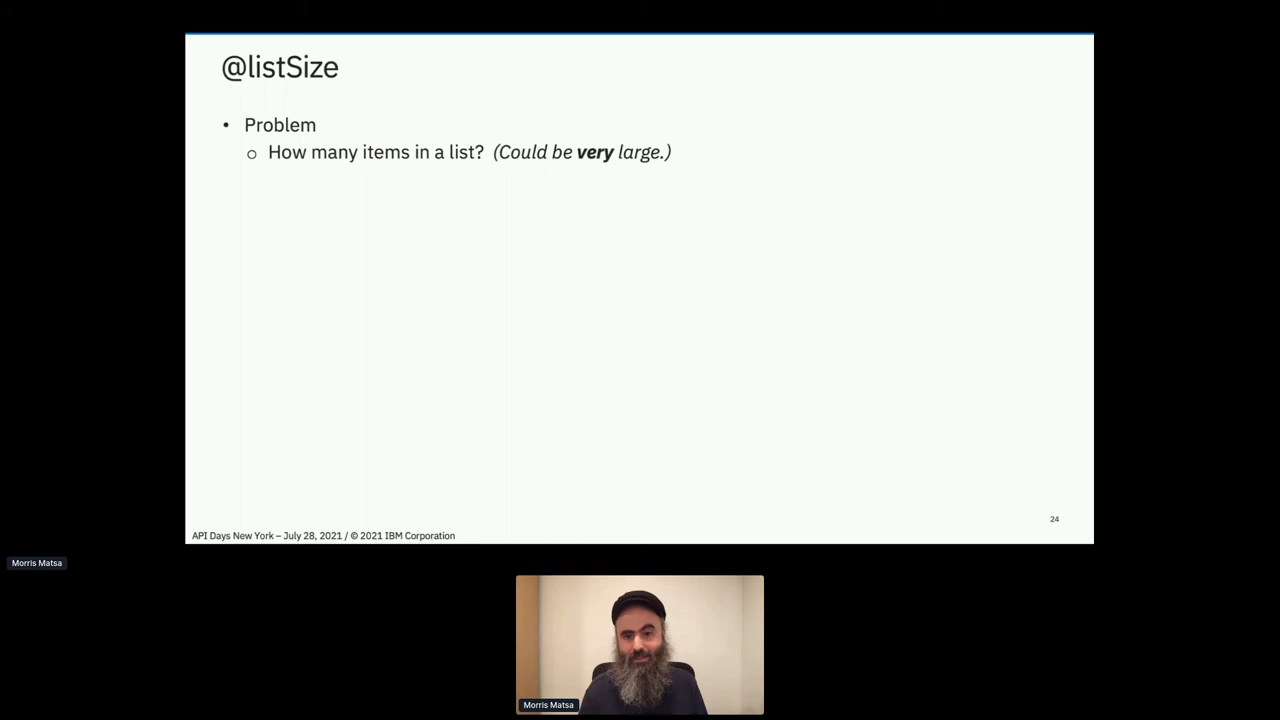 @listSize
• Problem
o How many items in a list? (Could be very large.)
24
API Days New York – July 28, 2021 / © 2021 IBM Corporation
Morris Matsa
Morris Matsa